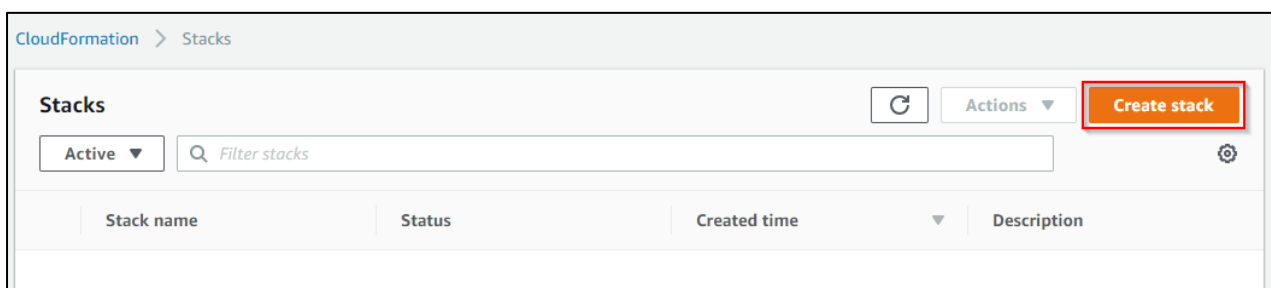 CloudFormation > Stacks
Stacks
Actions
Create stack
Active
Filter stacks
Stack name
Status
Created time
Description